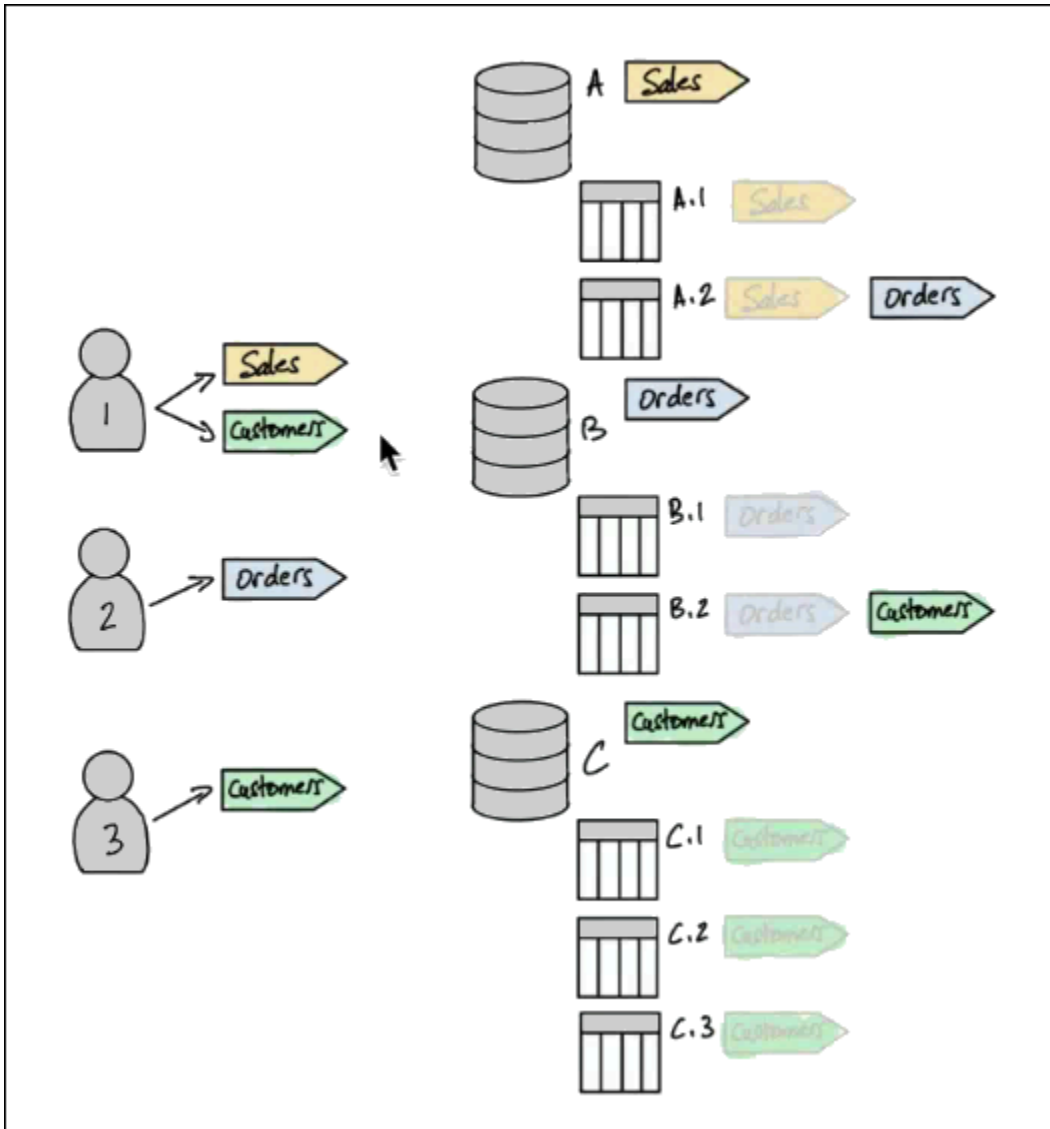 A Sales
A.1 Sales
A.2 Sales Orders
1 Sales
Customers
B Orders
B.1 Orders
2 Orders
B.2 Orders Customers
C Customers
3 Customers
C.1 Customers
C.2 Customers
C.3 Customers